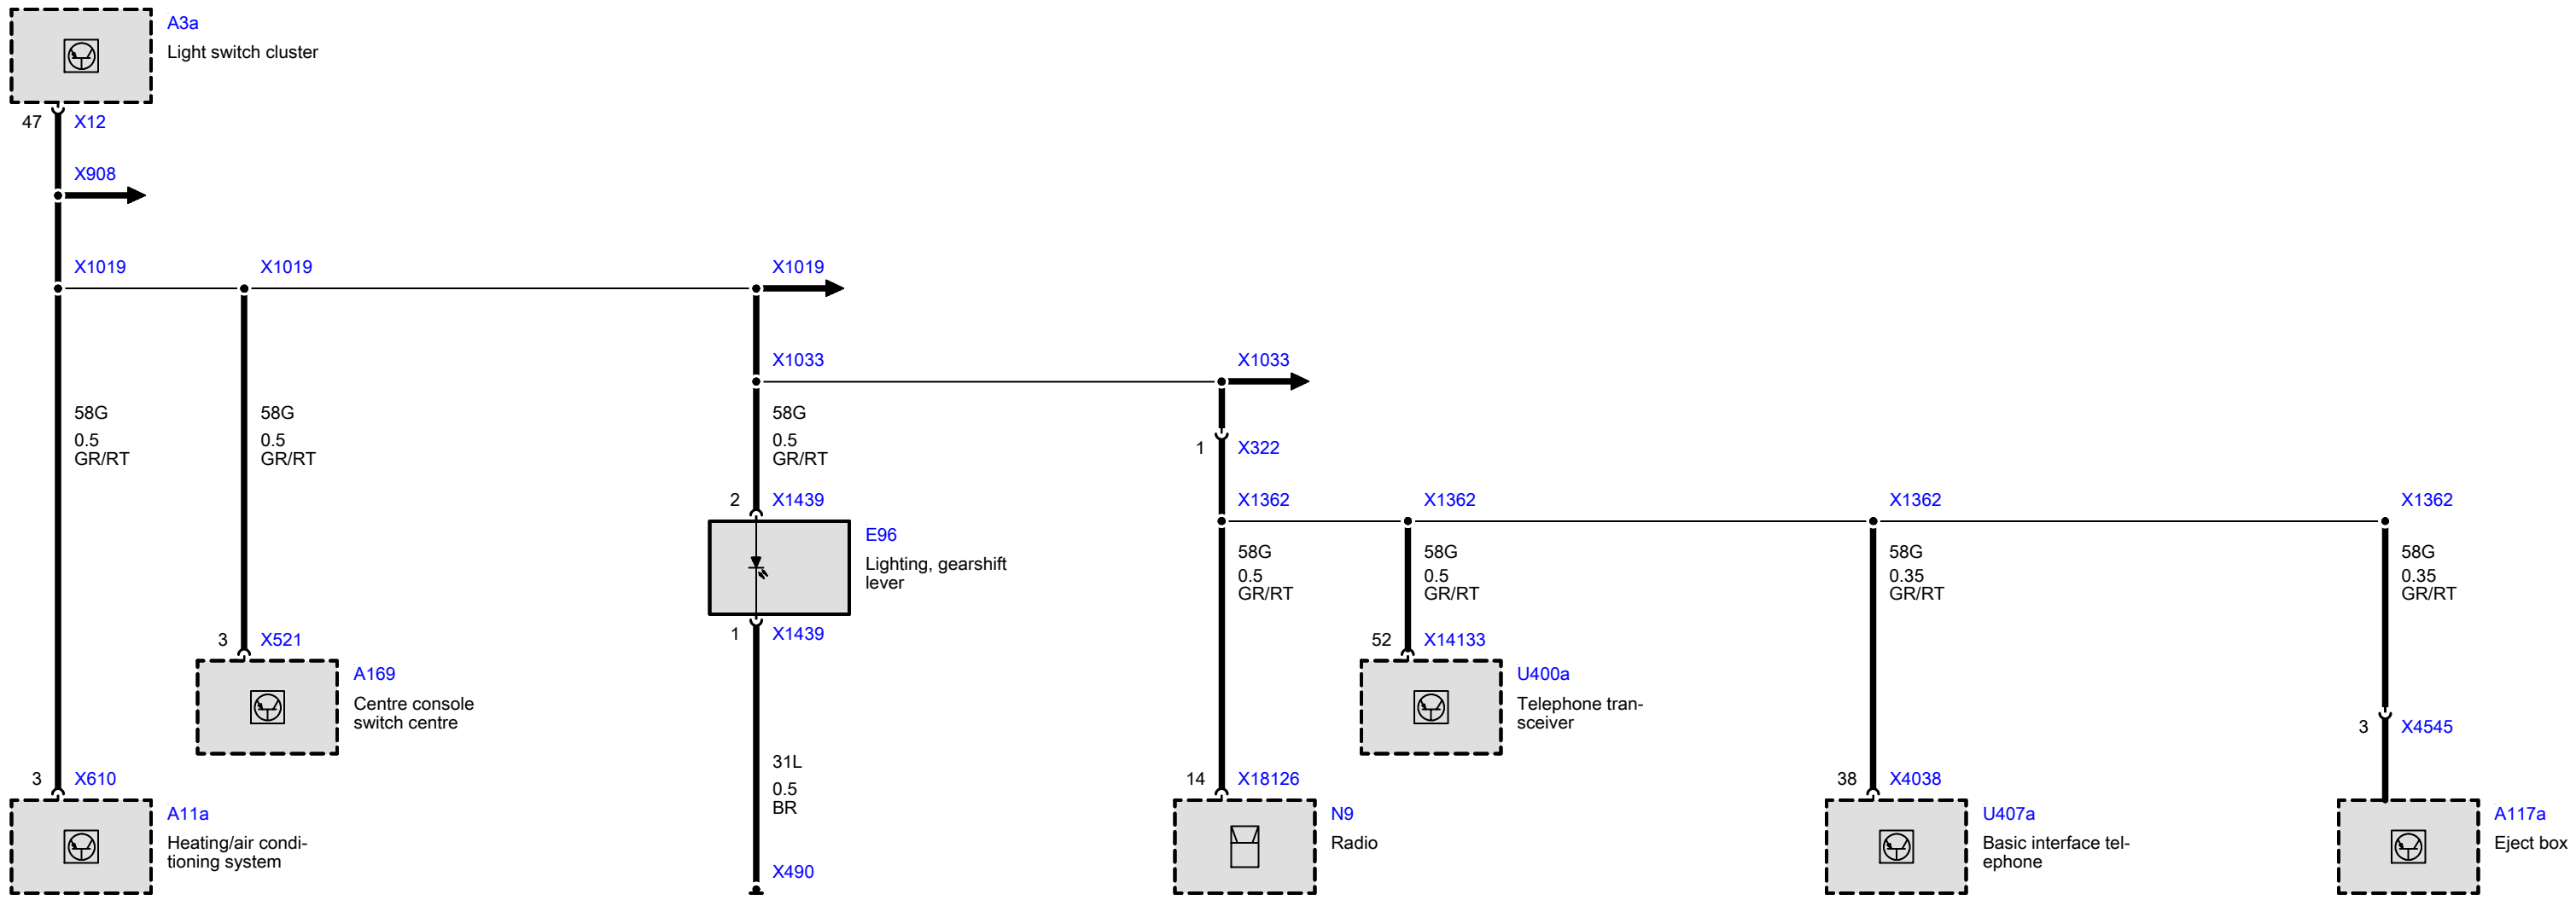 A3a
Light switch cluster
47 X12
X908
X1019 X1019 X1019
X1033 X1033
58G 58G 58G
0.5 0.5 0.5
GR/RT GR/RT GR/RT
1 X322
2 X1439 X1362 X1362 X1362 X1362
E96
Lighting, gearshift
lever
58G 58G 58G 58G
0.5 0.5 0.35 0.35
GR/RT GR/RT GR/RT GR/RT
1 X1439
3 X521 52 X14133
A169
Centre console
switch centre
U400a
Telephone tran-
sceiver
3 X4545
31L
0.5
BR
3 X610 14 X18126 38 X4038
A11a
Heating/air condi-
tioning system
X490
N9
Radio
U407a
Basic interface tel-
ephone
A117a
Eject box